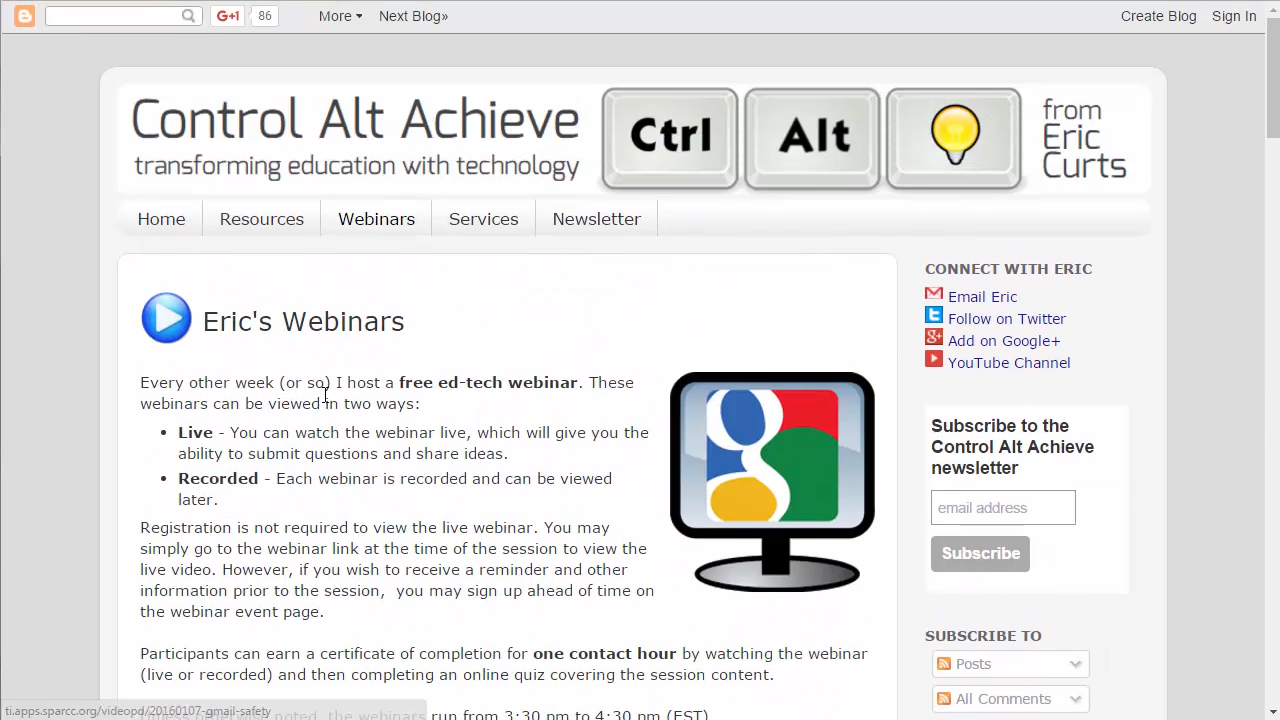 G+1 86 More Next Blog» Create Blog Sign In
Control Alt Achieve
transforming education with technology
Ctrl Alt
from
Eric
Curts
Home Resources Webinars Services Newsletter
Eric's Webinars
Every other week (or so) I host a free ed-tech webinar. These
webinars can be viewed in two ways:
• Live - You can watch the webinar live, which will give you the
ability to submit questions and share ideas.
• Recorded - Each webinar is recorded and can be viewed
later.
Registration is not required to view the live webinar. You may
simply go to the webinar link at the time of the session to view the
live video. However, if you wish to receive a reminder and other
information prior to the session, you may sign up ahead of time on
the webinar event page.
Participants can earn a certificate of completion for one contact hour by watching the webinar
(live or recorded) and then completing an online quiz covering the session content.
noted, the webinars run from 3:30 pm to 4:30 pm (EST)
ti.apps.sparcc.org/videopd/20160107-gmail-safety
CONNECT WITH ERIC
Email Eric
Follow on Twitter
Add on Google+
YouTube Channel
Subscribe to the
Control Alt Achieve
newsletter
email address
Subscribe
SUBSCRIBE TO
Posts
All Comments